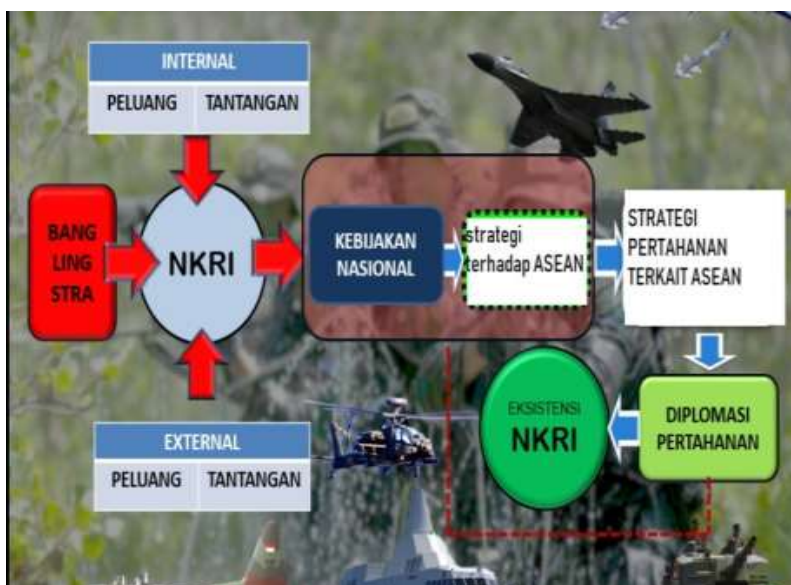 INTERNAL
PELUANG TANTANGAN
BANG
LING
STRA
NKRI
KEBIJAKAN
NASIONAL
strategi
terhadap ASEAN
STRATEGI
PERTAHANAN
TERKAIT ASEAN
EXTERNAL
PELUANG TANTANGAN
EKSISTENSI
NKRI
DIPLOMASI
PERTAHANAN